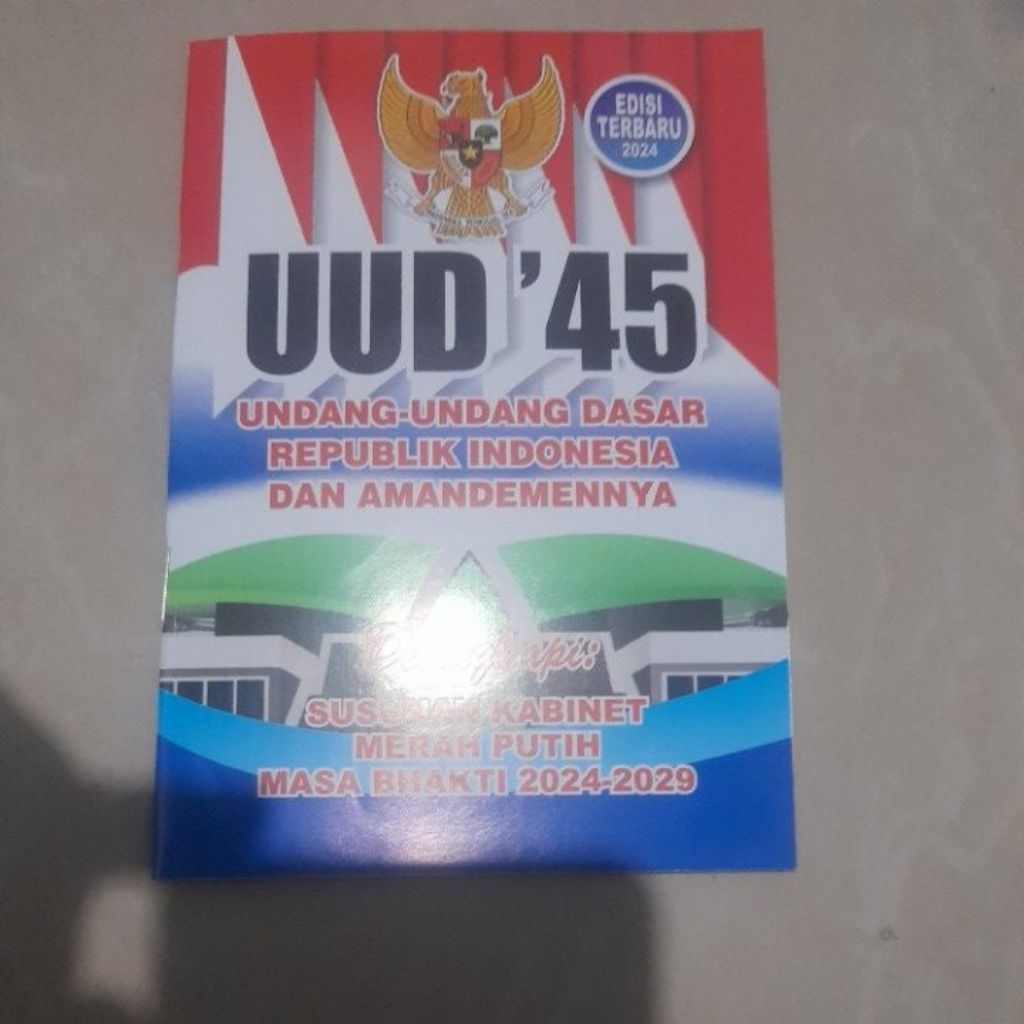 EDISI
TERBARU
2024
UUD '45
UNDANG-UNDANG DASAR
REPUBLIK INDONESIA
DAN AMANDEMENNYA
SUSUNAN KABINET
MERAH PUTIH
MASA BHAKTI 2024-2029